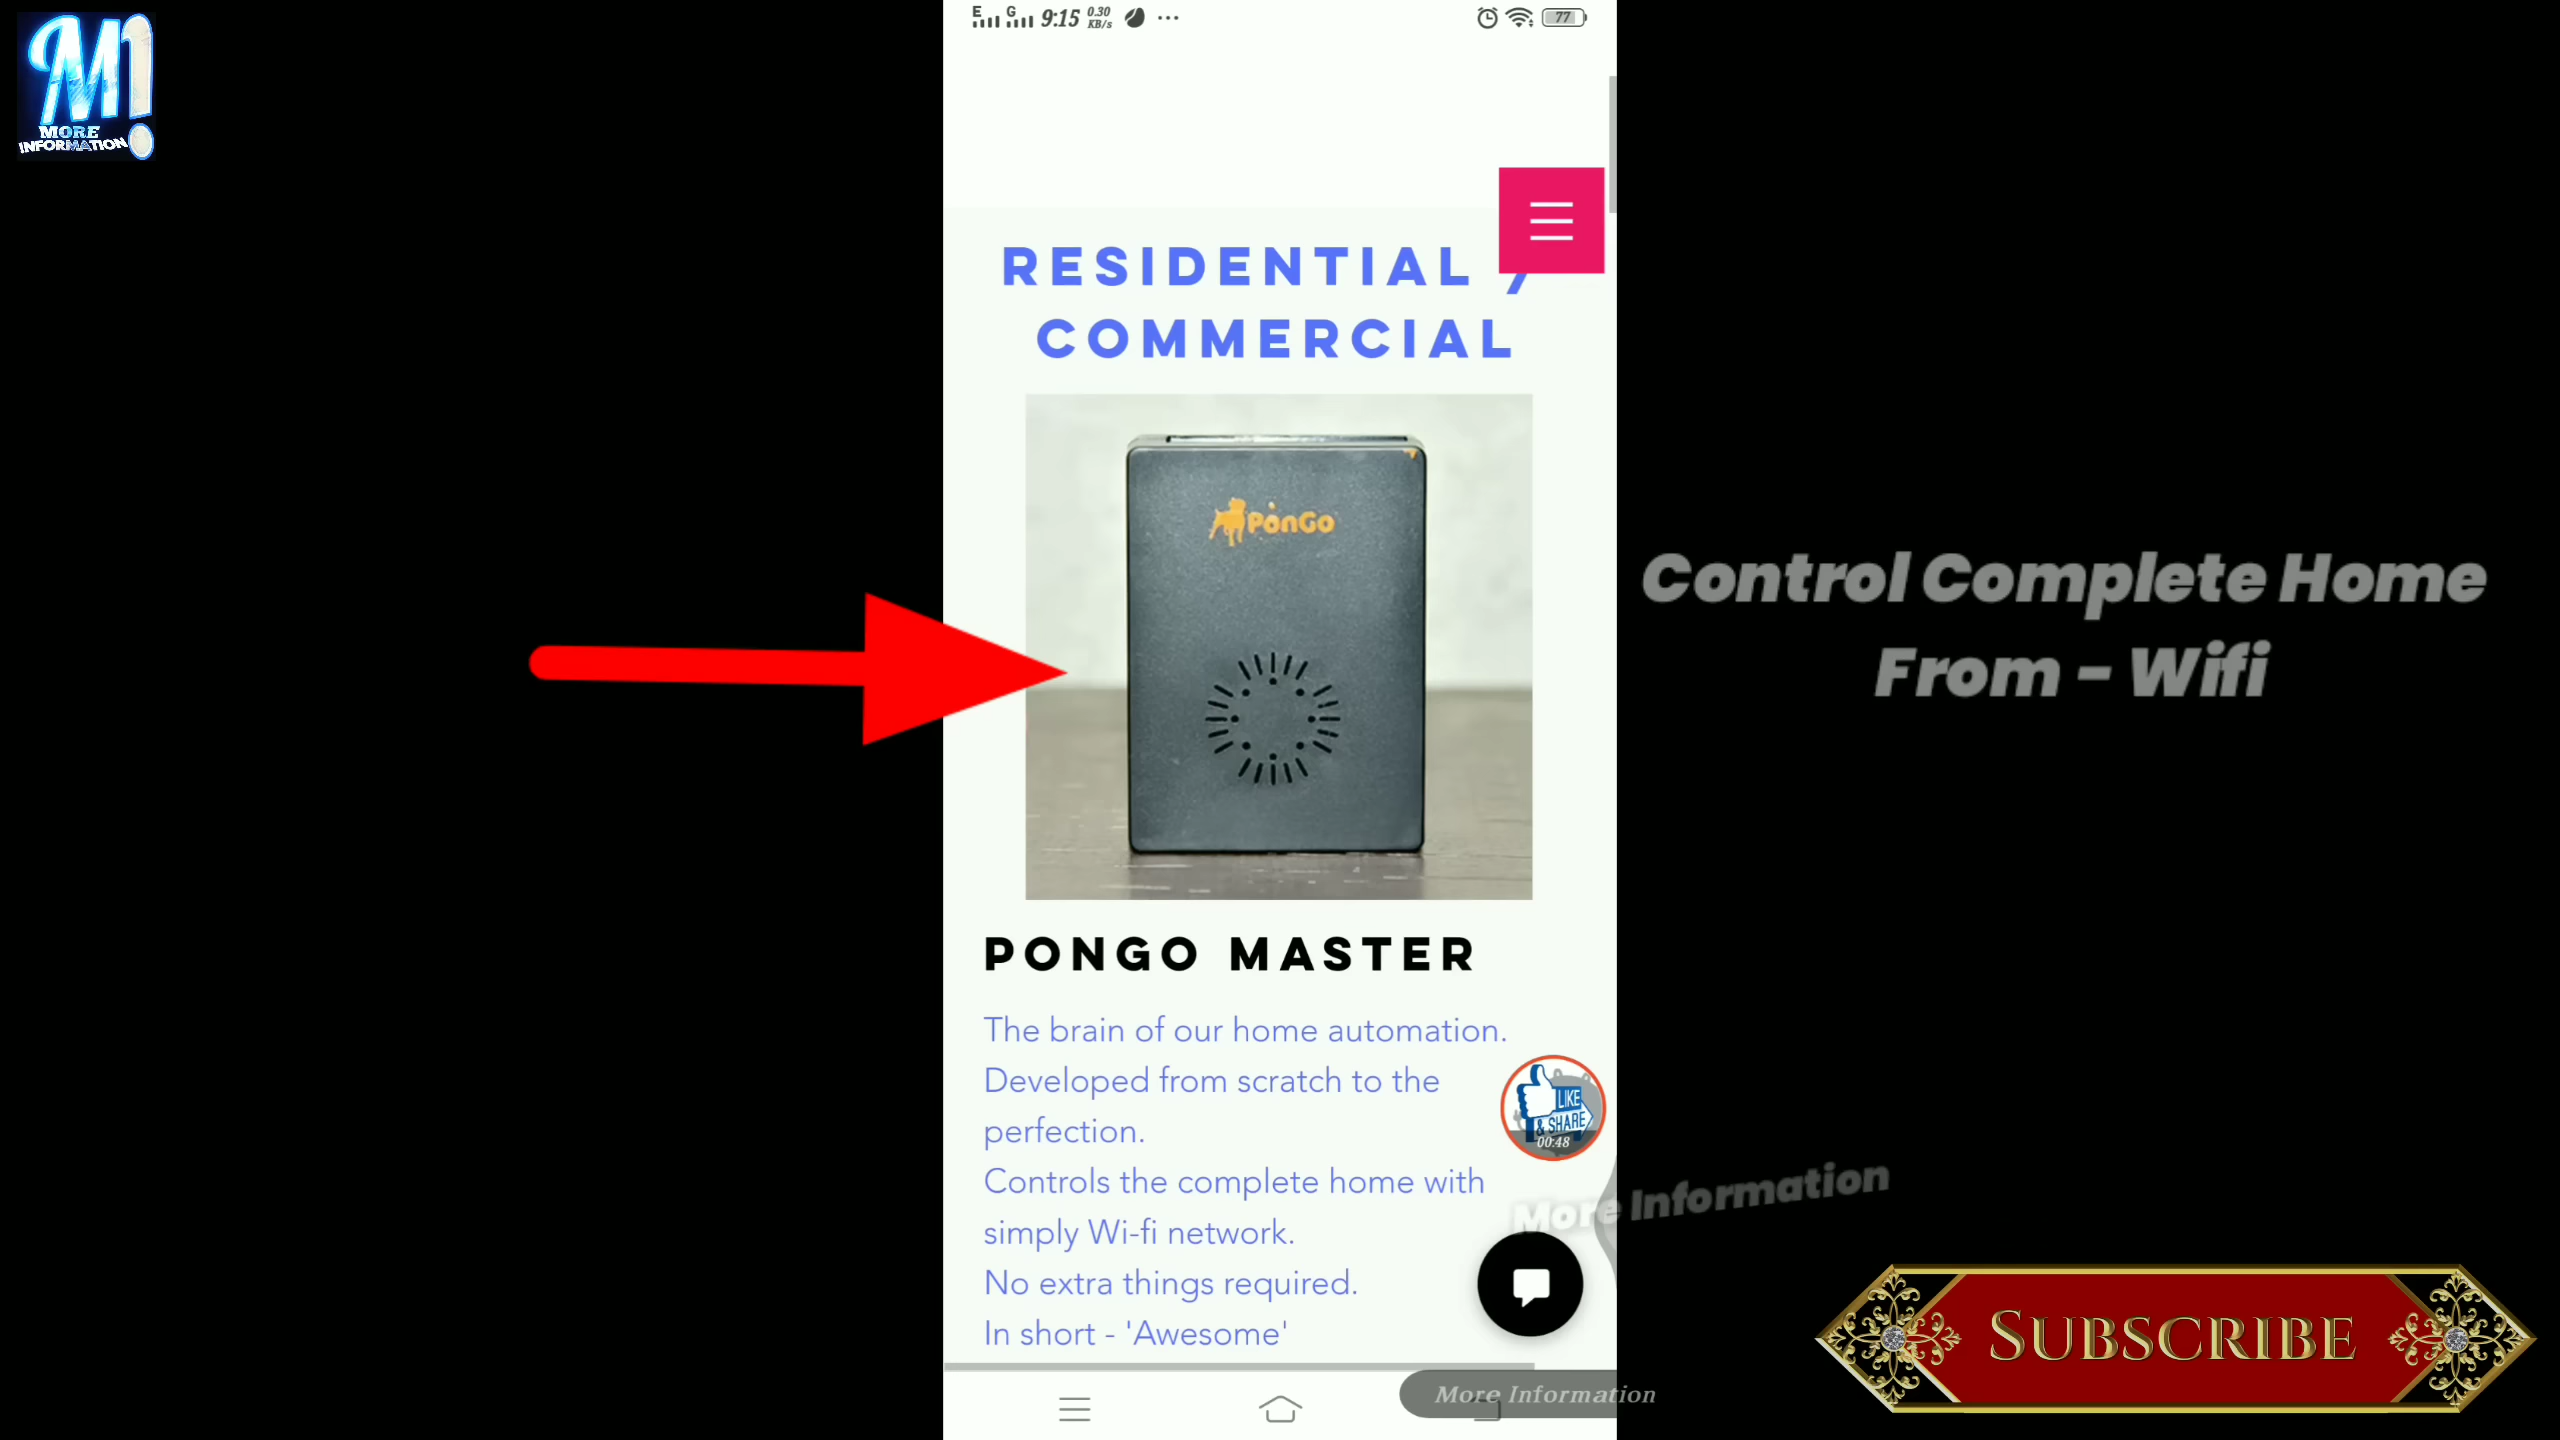 M!
MORE
INFORMATION
E G 9:15 0.30
KB/s
77
RESIDENTIAL /
COMMERCIAL
PonGo
Control Complete Home
From - Wifi
PONGO MASTER
The brain of our home automation.
Developed from scratch to the
perfection.
Controls the complete home with
simply Wi-fi network.
No extra things required.
In short - 'Awesome'
LIKE
& SHARE
00:48
More Information
SUBSCRIBE
More Information